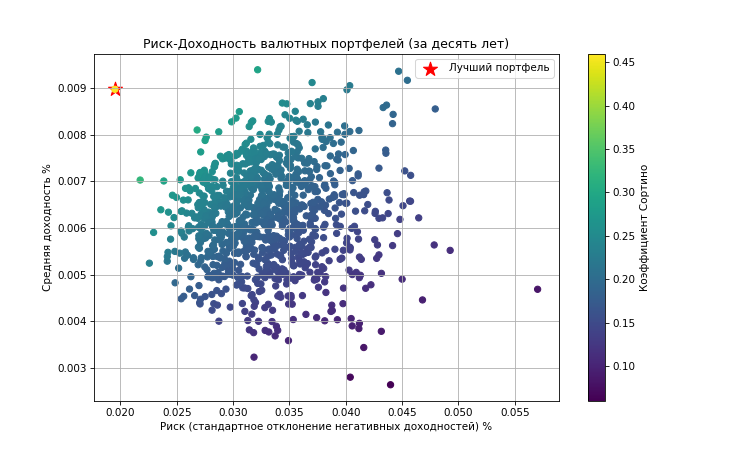 Риск-Доходность валютных портфелей (за десять лет)
Лучший портфель
Средняя доходность %
0.009
0.008
0.007
0.006
0.005
0.004
0.003
0.020 0.025 0.030 0.035 0.040 0.045 0.050 0.055
Риск (стандартное отклонение негативных доходностей) %
0.45
0.40
0.35
0.30
0.25
0.20
0.15
0.10
Коэффициент Сортино